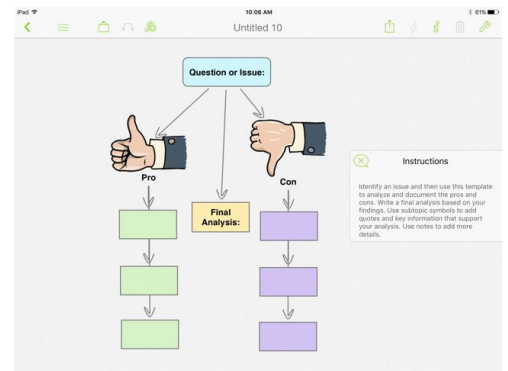 iPad
10:06 AM
61%
Untitled 10
Question or Issue:
Pro
Con
Final
Analysis:
Instructions
Identify an issue and then use this template
to analyze and document the pros and
cons. Write a final analysis based on your
findings. Use subtopic symbols to add
quotes and key information that support
your analysis. Use notes to add more
details.